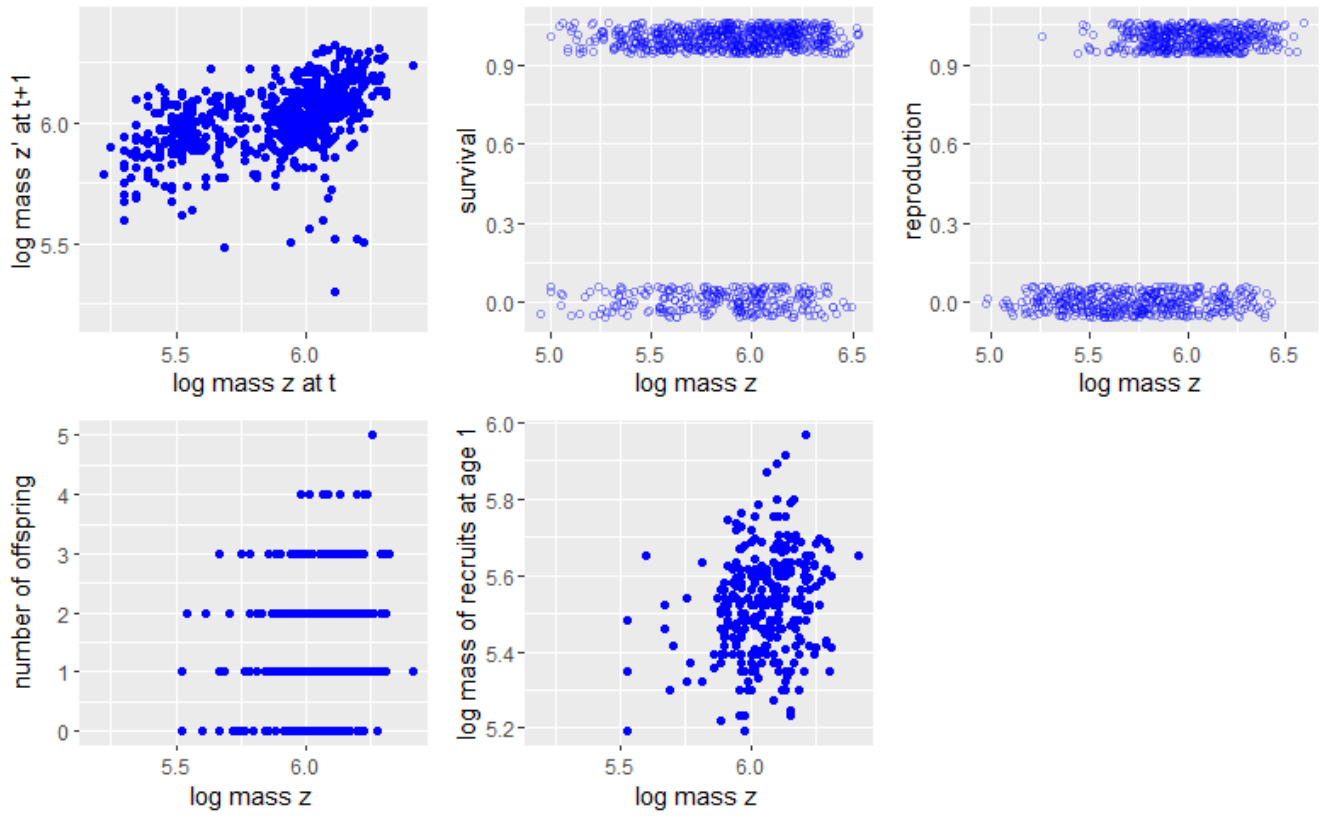 log mass z' at t+1
6.0
5.5
5.5 6.0
log mass z at t
survival
0.9
0.6
0.3
0.0
5.0 5.5 6.0 6.5
log mass z
reproduction
0.9
0.6
0.3
0.0
5.0 5.5 6.0 6.5
log mass z
number of offspring
5
4
3
2
1
0
5.5 6.0
log mass z
log mass of recruits at age 1
6.0
5.8
5.6
5.4
5.2
5.5 6.0
log mass z